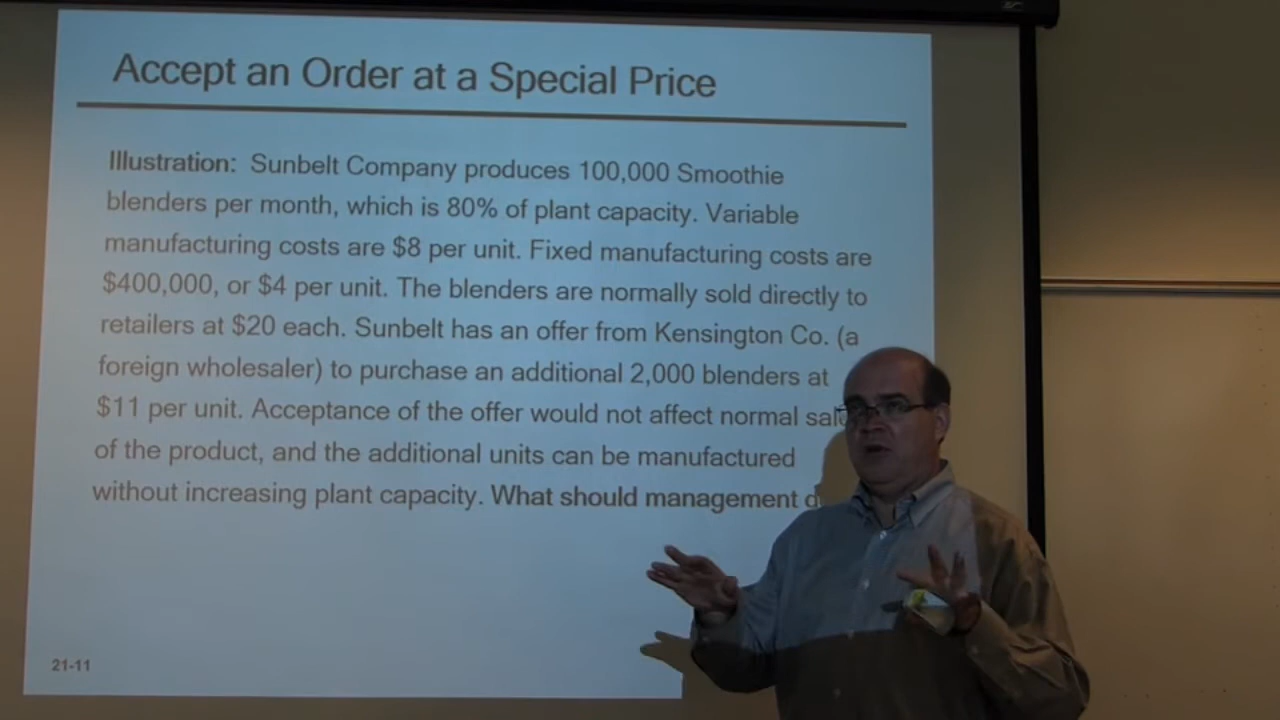 Accept an Order at a Special Price
Illustration: Sunbelt Company produces 100,000 Smoothie
blenders per month, which is 80% of plant capacity. Variable
manufacturing costs are $8 per unit. Fixed manufacturing costs are
$400,000, or $4 per unit. The blenders are normally sold directly to
retailers at $20 each. Sunbelt has an offer from Kensington Co. (a
foreign wholesaler) to purchase an additional 2,000 blenders at
$11 per unit. Acceptance of the offer would not affect normal
of the product, and the additional units can be manufactured
without increasing plant capacity. What should management
21-11